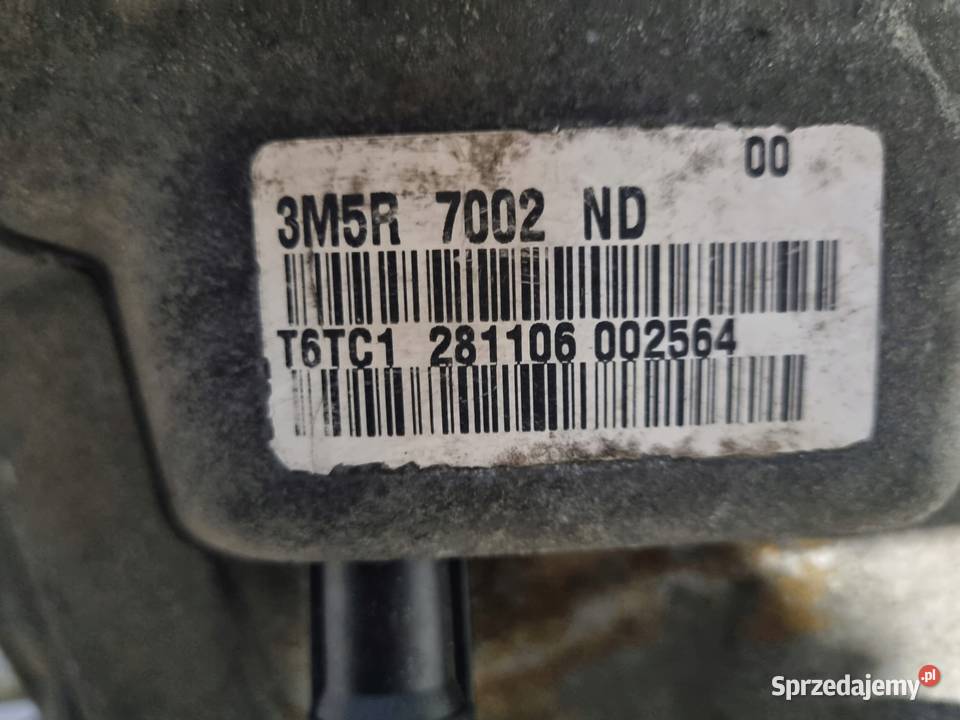 00
3M5R 7002 ND
T6TC1 281106 002564
Sprzedajemy.pl